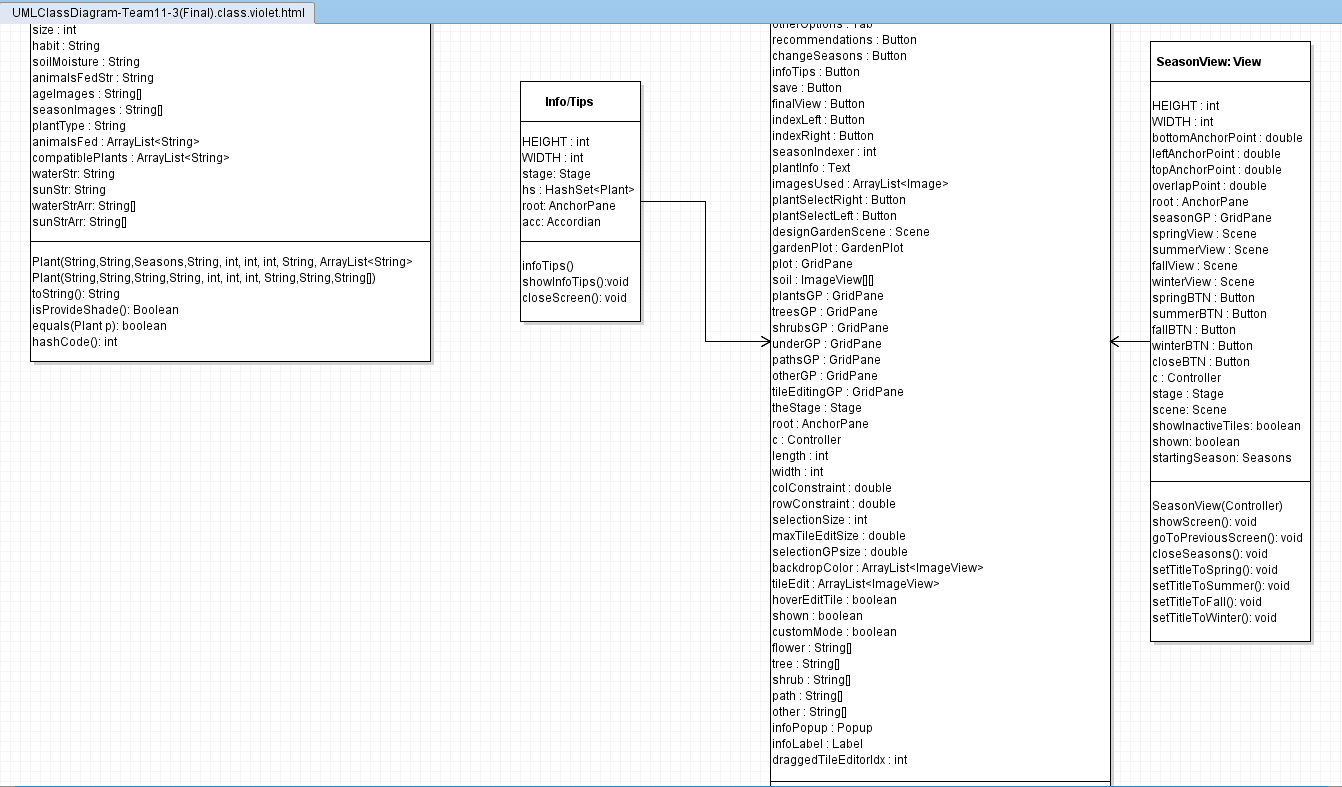 UMLClassDiagram-Team11-3(Final).class.violet.html
size : int
habit : String
soilMoisture : String
animalsFedStr : String
ageImages : String[]
seasonImages : String[]
plantType : String
animalsFed : ArrayList<String>
compatiblePlants : ArrayList<String>
waterStr: String
sunStr: String
waterStrArr: String[]
sunStrArr: String[]
Plant(String,String,Seasons,String, int, int, int, String, ArrayList<String>
Plant(String,String,String,String, int, int, int, String,String,String[])
toString(): String
isProvideShade(): Boolean
equals(Plant p): boolean
hashCode(): int
Info/Tips
HEIGHT : int
WIDTH : int
stage: Stage
hs : HashSet<Plant>
root: AnchorPane
acc: Accordian
infoTips()
showInfoTips():void
closeScreen(): void
otherOptions : Tab
recommendations : Button
changeSeasons : Button
infoTips : Button
save : Button
finalView : Button
indexLeft : Button
indexRight : Button
seasonIndexer : int
plantInfo : Text
imagesUsed : ArrayList<Image>
plantSelectRight : Button
plantSelectLeft : Button
designGardenScene : Scene
gardenPlot : GardenPlot
plot : GridPane
soil : ImageView[][]
plantsGP : GridPane
treesGP : GridPane
shrubsGP : GridPane
underGP : GridPane
pathsGP : GridPane
otherGP : GridPane
tileEditingGP : GridPane
theStage : Stage
root : AnchorPane
c : Controller
length : int
width : int
colConstraint : double
rowConstraint : double
selectionSize : int
maxTileEditSize : double
selectionGPsize : double
backdropColor : ArrayList<ImageView>
tileEdit : ArrayList<ImageView>
hoverEditTile : boolean
shown : boolean
customMode : boolean
flower : String[]
tree : String[]
shrub : String[]
path : String[]
other : String[]
infoPopup : Popup
infoLabel : Label
draggedTileEditorIdx : int
SeasonView: View
HEIGHT : int
WIDTH : int
bottomAnchorPoint : double
leftAnchorPoint : double
topAnchorPoint : double
overlapPoint : double
root : AnchorPane
seasonGP : GridPane
springView : Scene
summerView : Scene
fallView : Scene
winterView : Scene
springBTN : Button
summerBTN : Button
fallBTN : Button
winterBTN : Button
closeBTN : Button
c : Controller
stage : Stage
scene: Scene
showInactiveTiles: boolean
shown: boolean
startingSeason: Seasons
SeasonView(Controller)
showScreen(): void
goToPreviousScreen(): void
closeSeasons(): void
setTitleToSpring(): void
setTitleToSummer(): void
setTitleToFall(): void
setTitleToWinter(): void